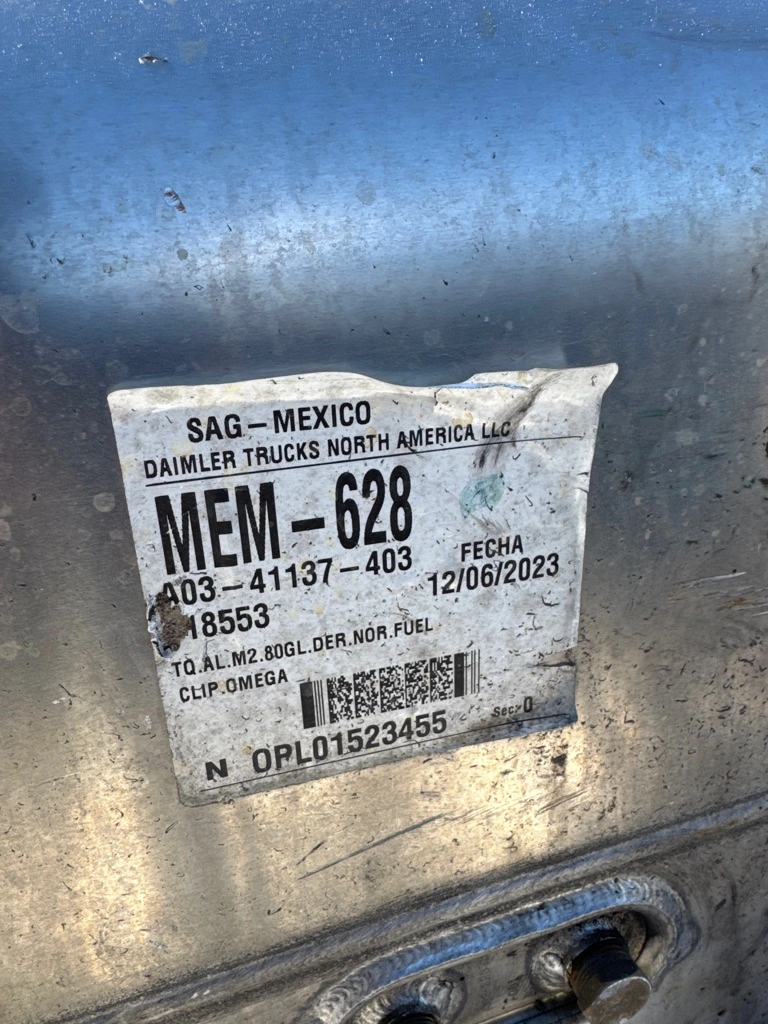 SAG-MEXICO
DAIMLER TRUCKS NORTH AMERICA LLC
MEM-628
A03-41137-403
FECHA
12/06/2023
18553
TQ.AL.M2.80GL.DER.NOR.FUEL
CLIP.OMEGA
N OPL01523455
Sec:0